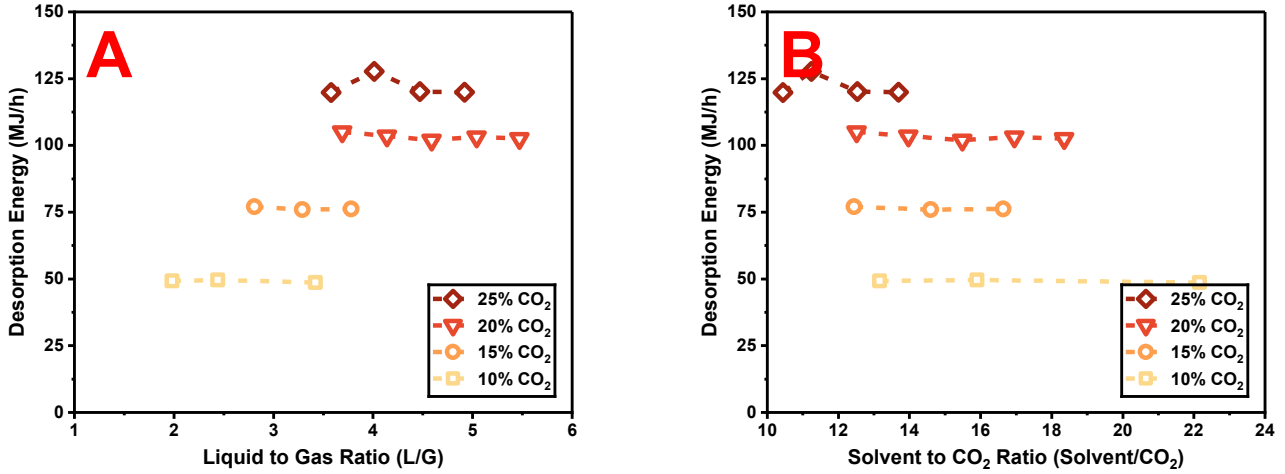 A
150
125
100
75
50
25
0
Desorption Energy (MJ/h)
1 2 3 4 5 6
Liquid to Gas Ratio (L/G)
25% CO₂
20% CO₂
15% CO₂
10% CO₂
B
150
125
100
75
50
25
0
Desorption Energy (MJ/h)
10 12 14 16 18 20 22 24
Solvent to CO₂ Ratio (Solvent/CO₂)
25% CO₂
20% CO₂
15% CO₂
10% CO₂